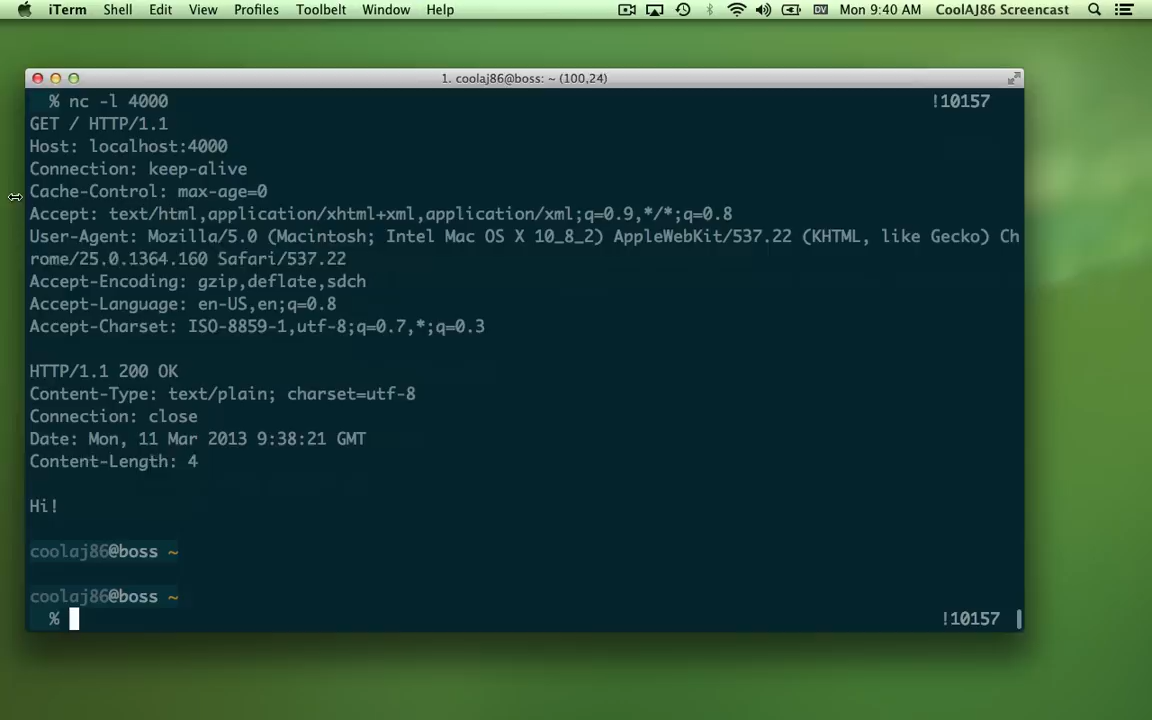 iTerm Shell Edit View Profiles Toolbelt Window Help DV Mon 9:40 AM CoolAJ86 Screencast
1. coolaj86@boss: ~ (100,24)
% nc -l 4000 !10157
GET / HTTP/1.1
Host: localhost:4000
Connection: keep-alive
Cache-Control: max-age=0
Accept: text/html,application/xhtml+xml,application/xml;q=0.9,*/*;q=0.8
User-Agent: Mozilla/5.0 (Macintosh; Intel Mac OS X 10_8_2) AppleWebKit/537.22 (KHTML, like Gecko) Ch
rome/25.0.1364.160 Safari/537.22
Accept-Encoding: gzip,deflate,sdch
Accept-Language: en-US,en;q=0.8
Accept-Charset: ISO-8859-1,utf-8;q=0.7,*;q=0.3
HTTP/1.1 200 OK
Content-Type: text/plain; charset=utf-8
Connection: close
Date: Mon, 11 Mar 2013 9:38:21 GMT
Content-Length: 4
Hi!
coolaj86@boss ~
coolaj86@boss ~
% !10157